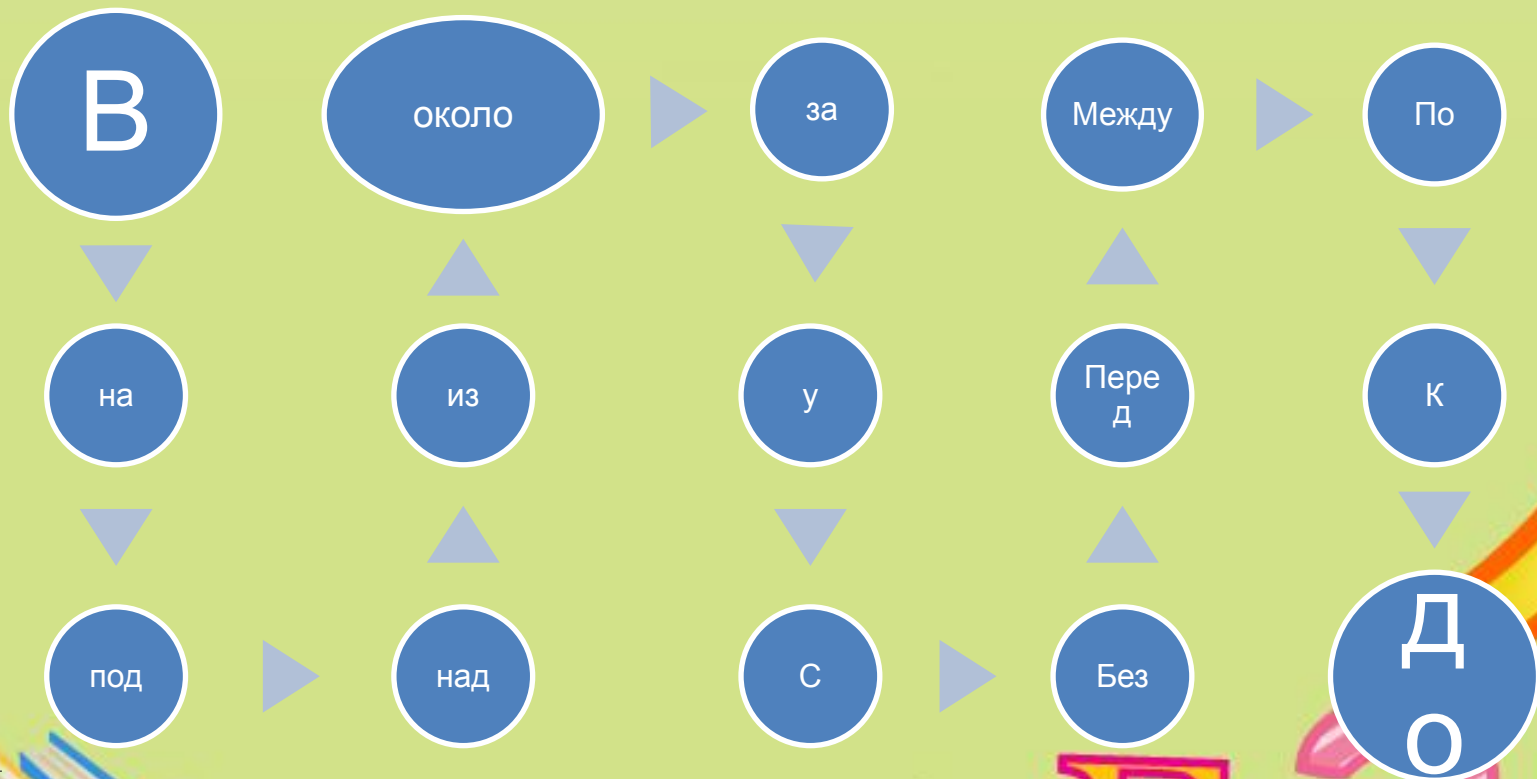 В
на
под
над
из
около
за
у
С
Без
Пере
д
Между
По
К
Д
о